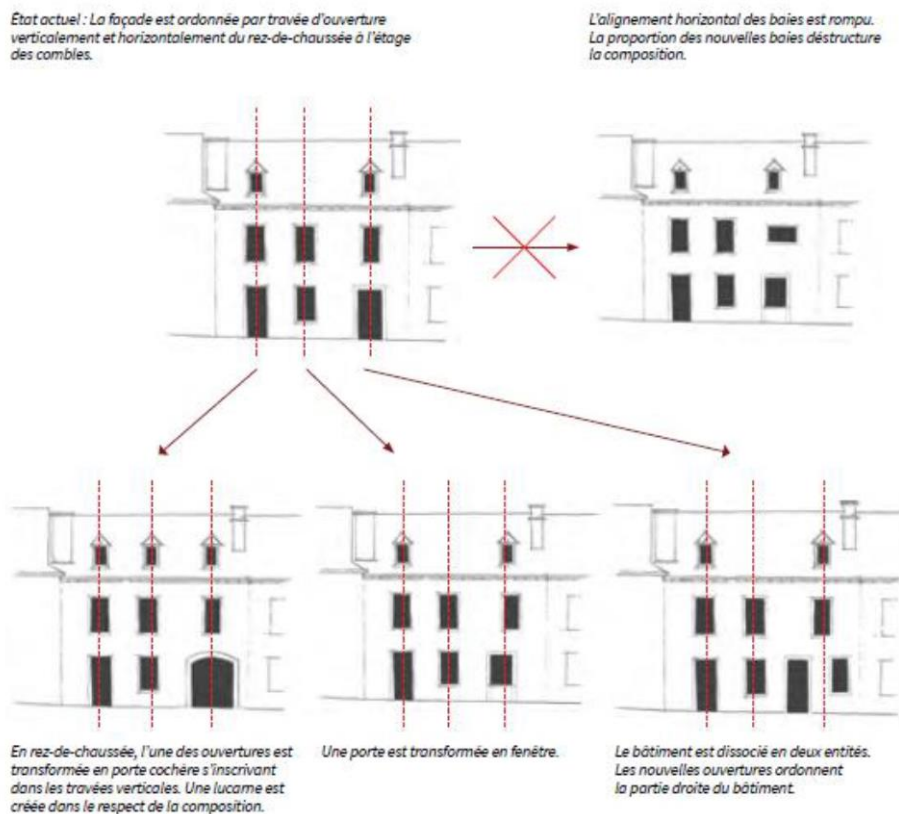 État actuel : La façade est ordonnée par travée d'ouverture
verticalement et horizontalement du rez-de-chaussée à l'étage
des combles.
L'alignement horizontal des baies est rompu.
La proportion des nouvelles baies déstructure
la composition.
En rez-de-chaussée, l'une des ouvertures est
transformée en porte cochère s'inscrivant
dans les travées verticales. Une lucarne est
créée dans le respect de la composition.
Une porte est transformée en fenêtre.
Le bâtiment est dissocié en deux entités.
Les nouvelles ouvertures ordonnent
la partie droite du bâtiment.